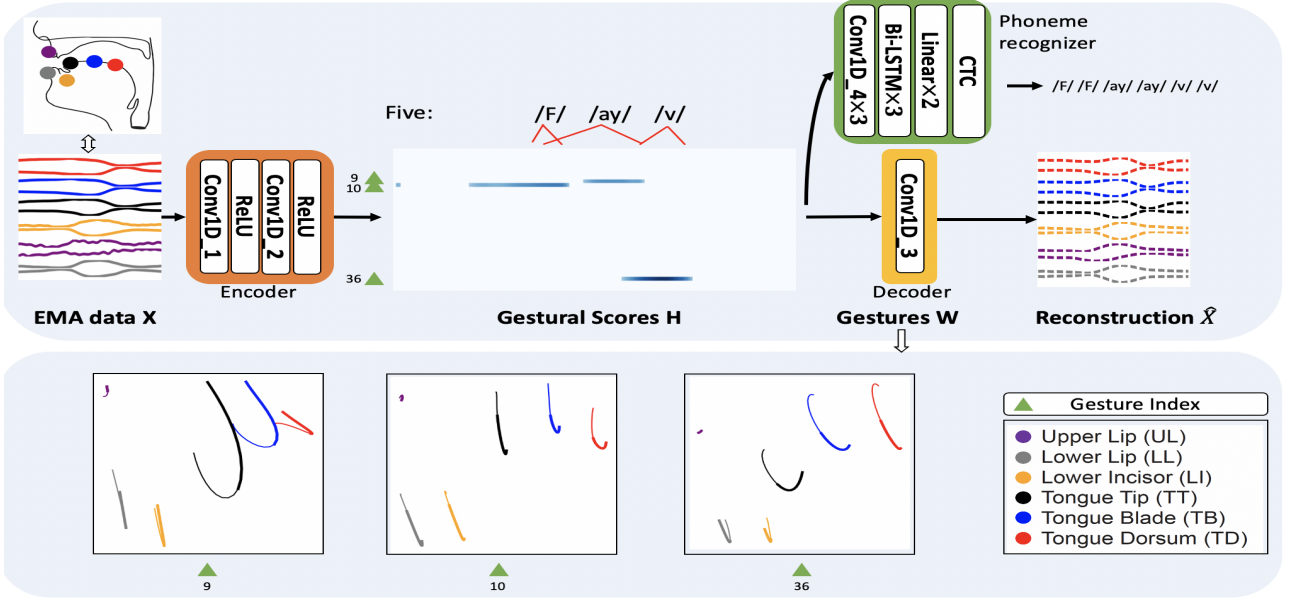 Conv1D_1
ReLU
Conv1D_2
ReLU
Encoder
EMA data X
Five:
/F/ /ay/ /v/
9
10
36
Gestural Scores H
Conv1D_4×3
Bi-LSTM×3
Linear×2
CTC
Phoneme
recognizer
/F/ /F/ /ay/ /ay/ /v/ /v/
Conv1D_3
Decoder
Gestures W
Reconstruction X̂
9
10
36
Gesture Index
Upper Lip (UL)
Lower Lip (LL)
Lower Incisor (LI)
Tongue Tip (TT)
Tongue Blade (TB)
Tongue Dorsum (TD)